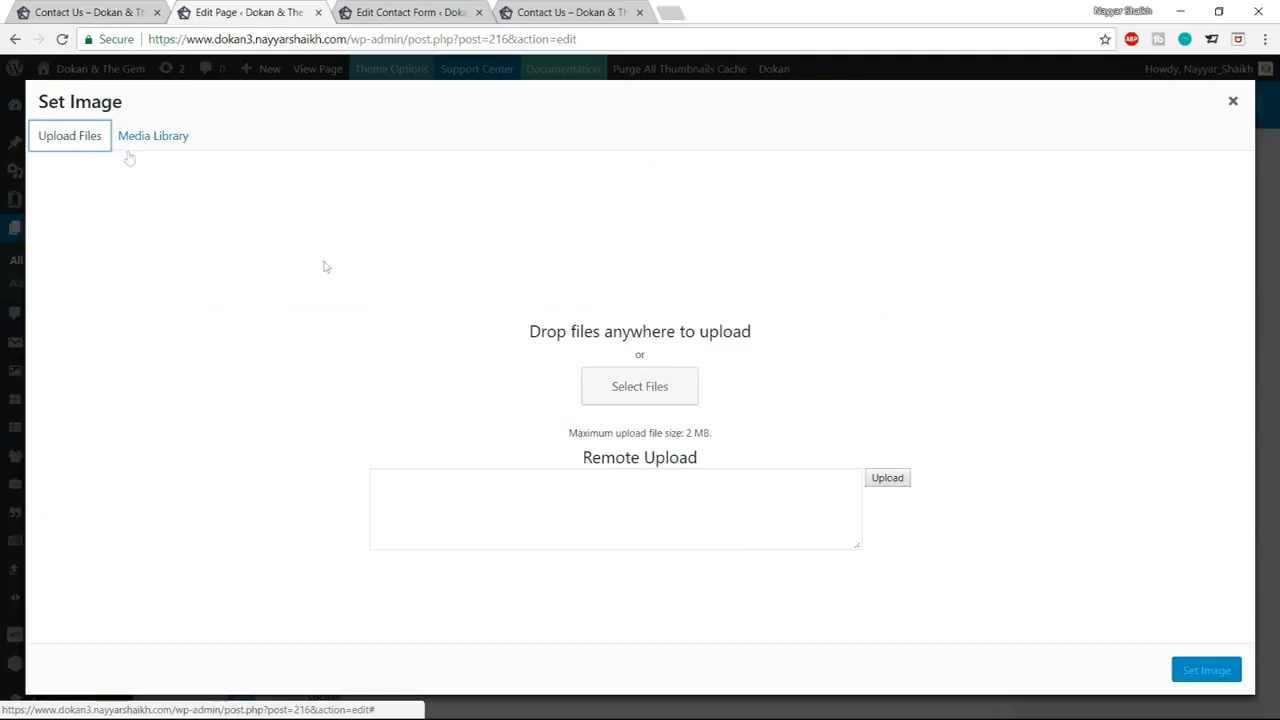 Contact Us – Dokan & Th
Edit Page ‹ Dokan & The
Edit Contact Form ‹ Doka
Contact Us – Dokan & Th
Nayyar Shaikh
Secure
https://www.dokan3.nayyarshaikh.com/wp-admin/post.php?post=216&action=edit
ABP
Dokan & The Gem
2
0
New
View Page
Theme Options
Support Center
Documentation
Purge All Thumbnails Cache
Dokan
Howdy, Nayyar_Shaikh
Set Image
Upload Files
Media Library
All
Drop files anywhere to upload
or
Select Files
Maximum upload file size: 2 MB.
Remote Upload
Upload
Set Image
https://www.dokan3.nayyarshaikh.com/wp-admin/post.php?post=216&action=edit#